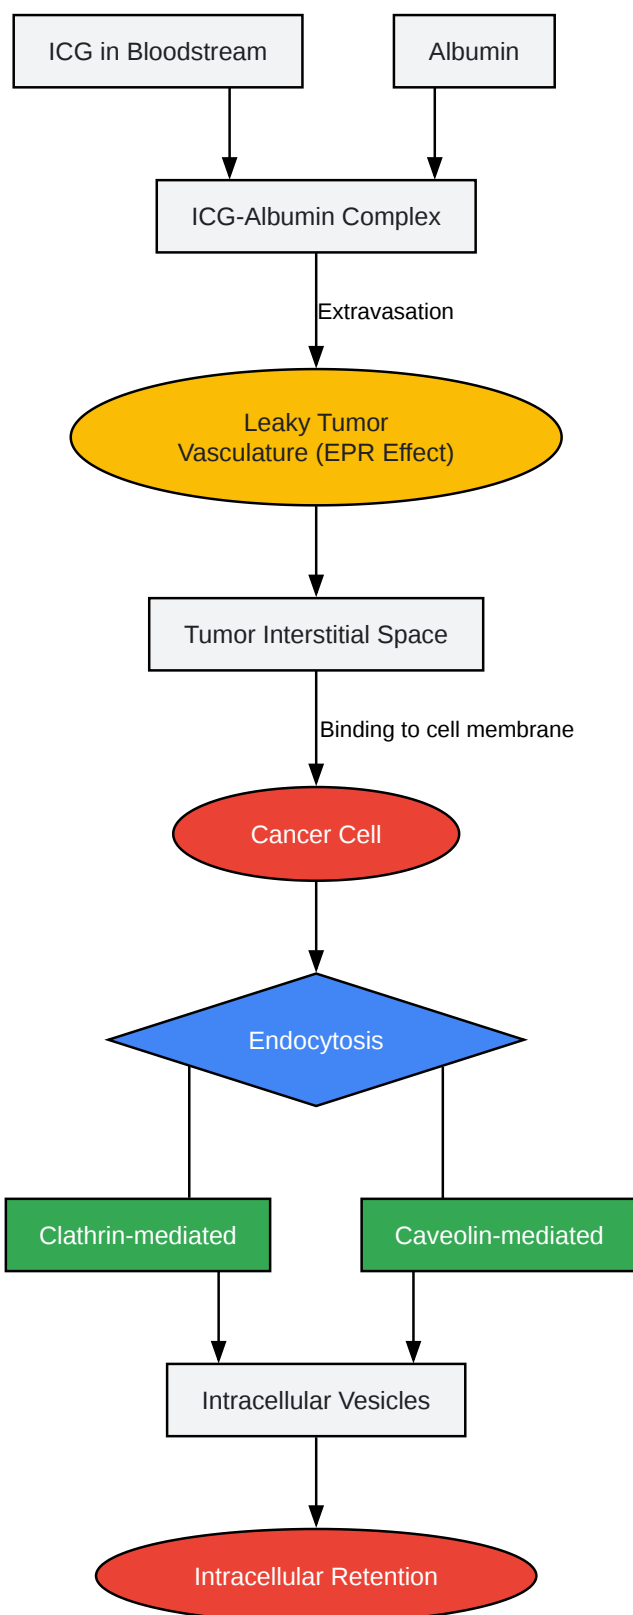 ICG in Bloodstream
Albumin
ICG-Albumin Complex
Extravasation
Leaky Tumor
Vasculature (EPR Effect)
Tumor Interstitial Space
Binding to cell membrane
Cancer Cell
Endocytosis
Clathrin-mediated
Caveolin-mediated
Intracellular Vesicles
Intracellular Retention